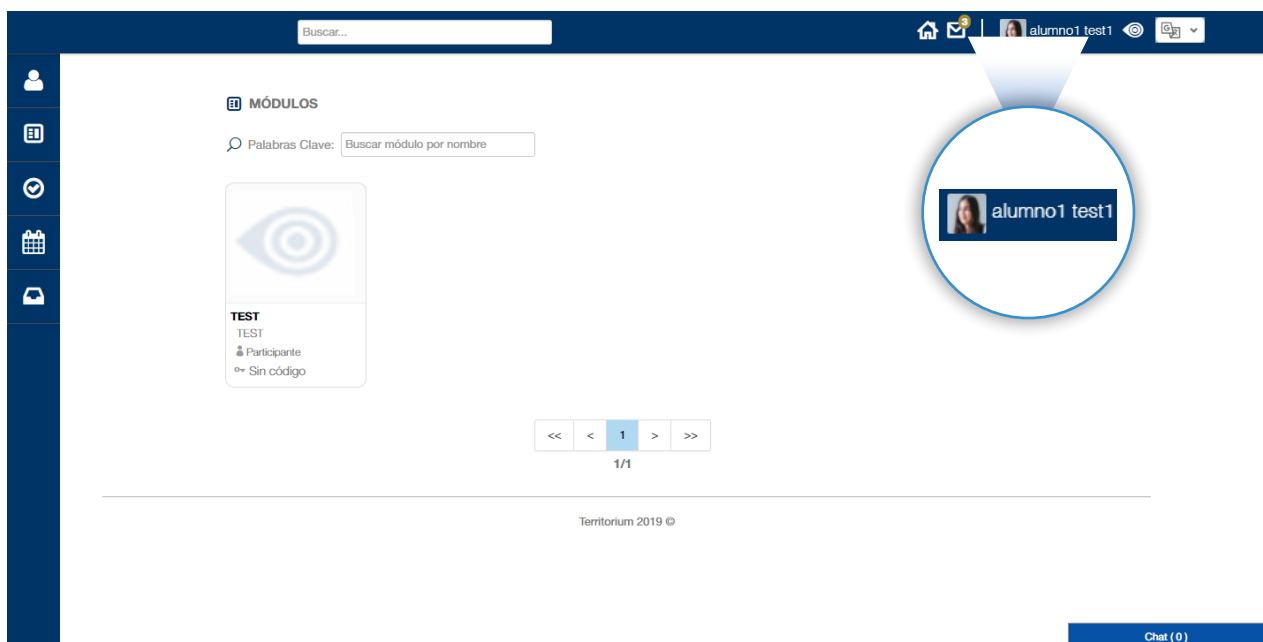 Buscar...
3
alumno1 test1
MÓDULOS
Palabras Clave: Buscar módulo por nombre
alumno1 test1
TEST
TEST
Participante
Sin código
<< < 1 > >>
1/1
Territorium 2019 ©
Chat ( 0 )